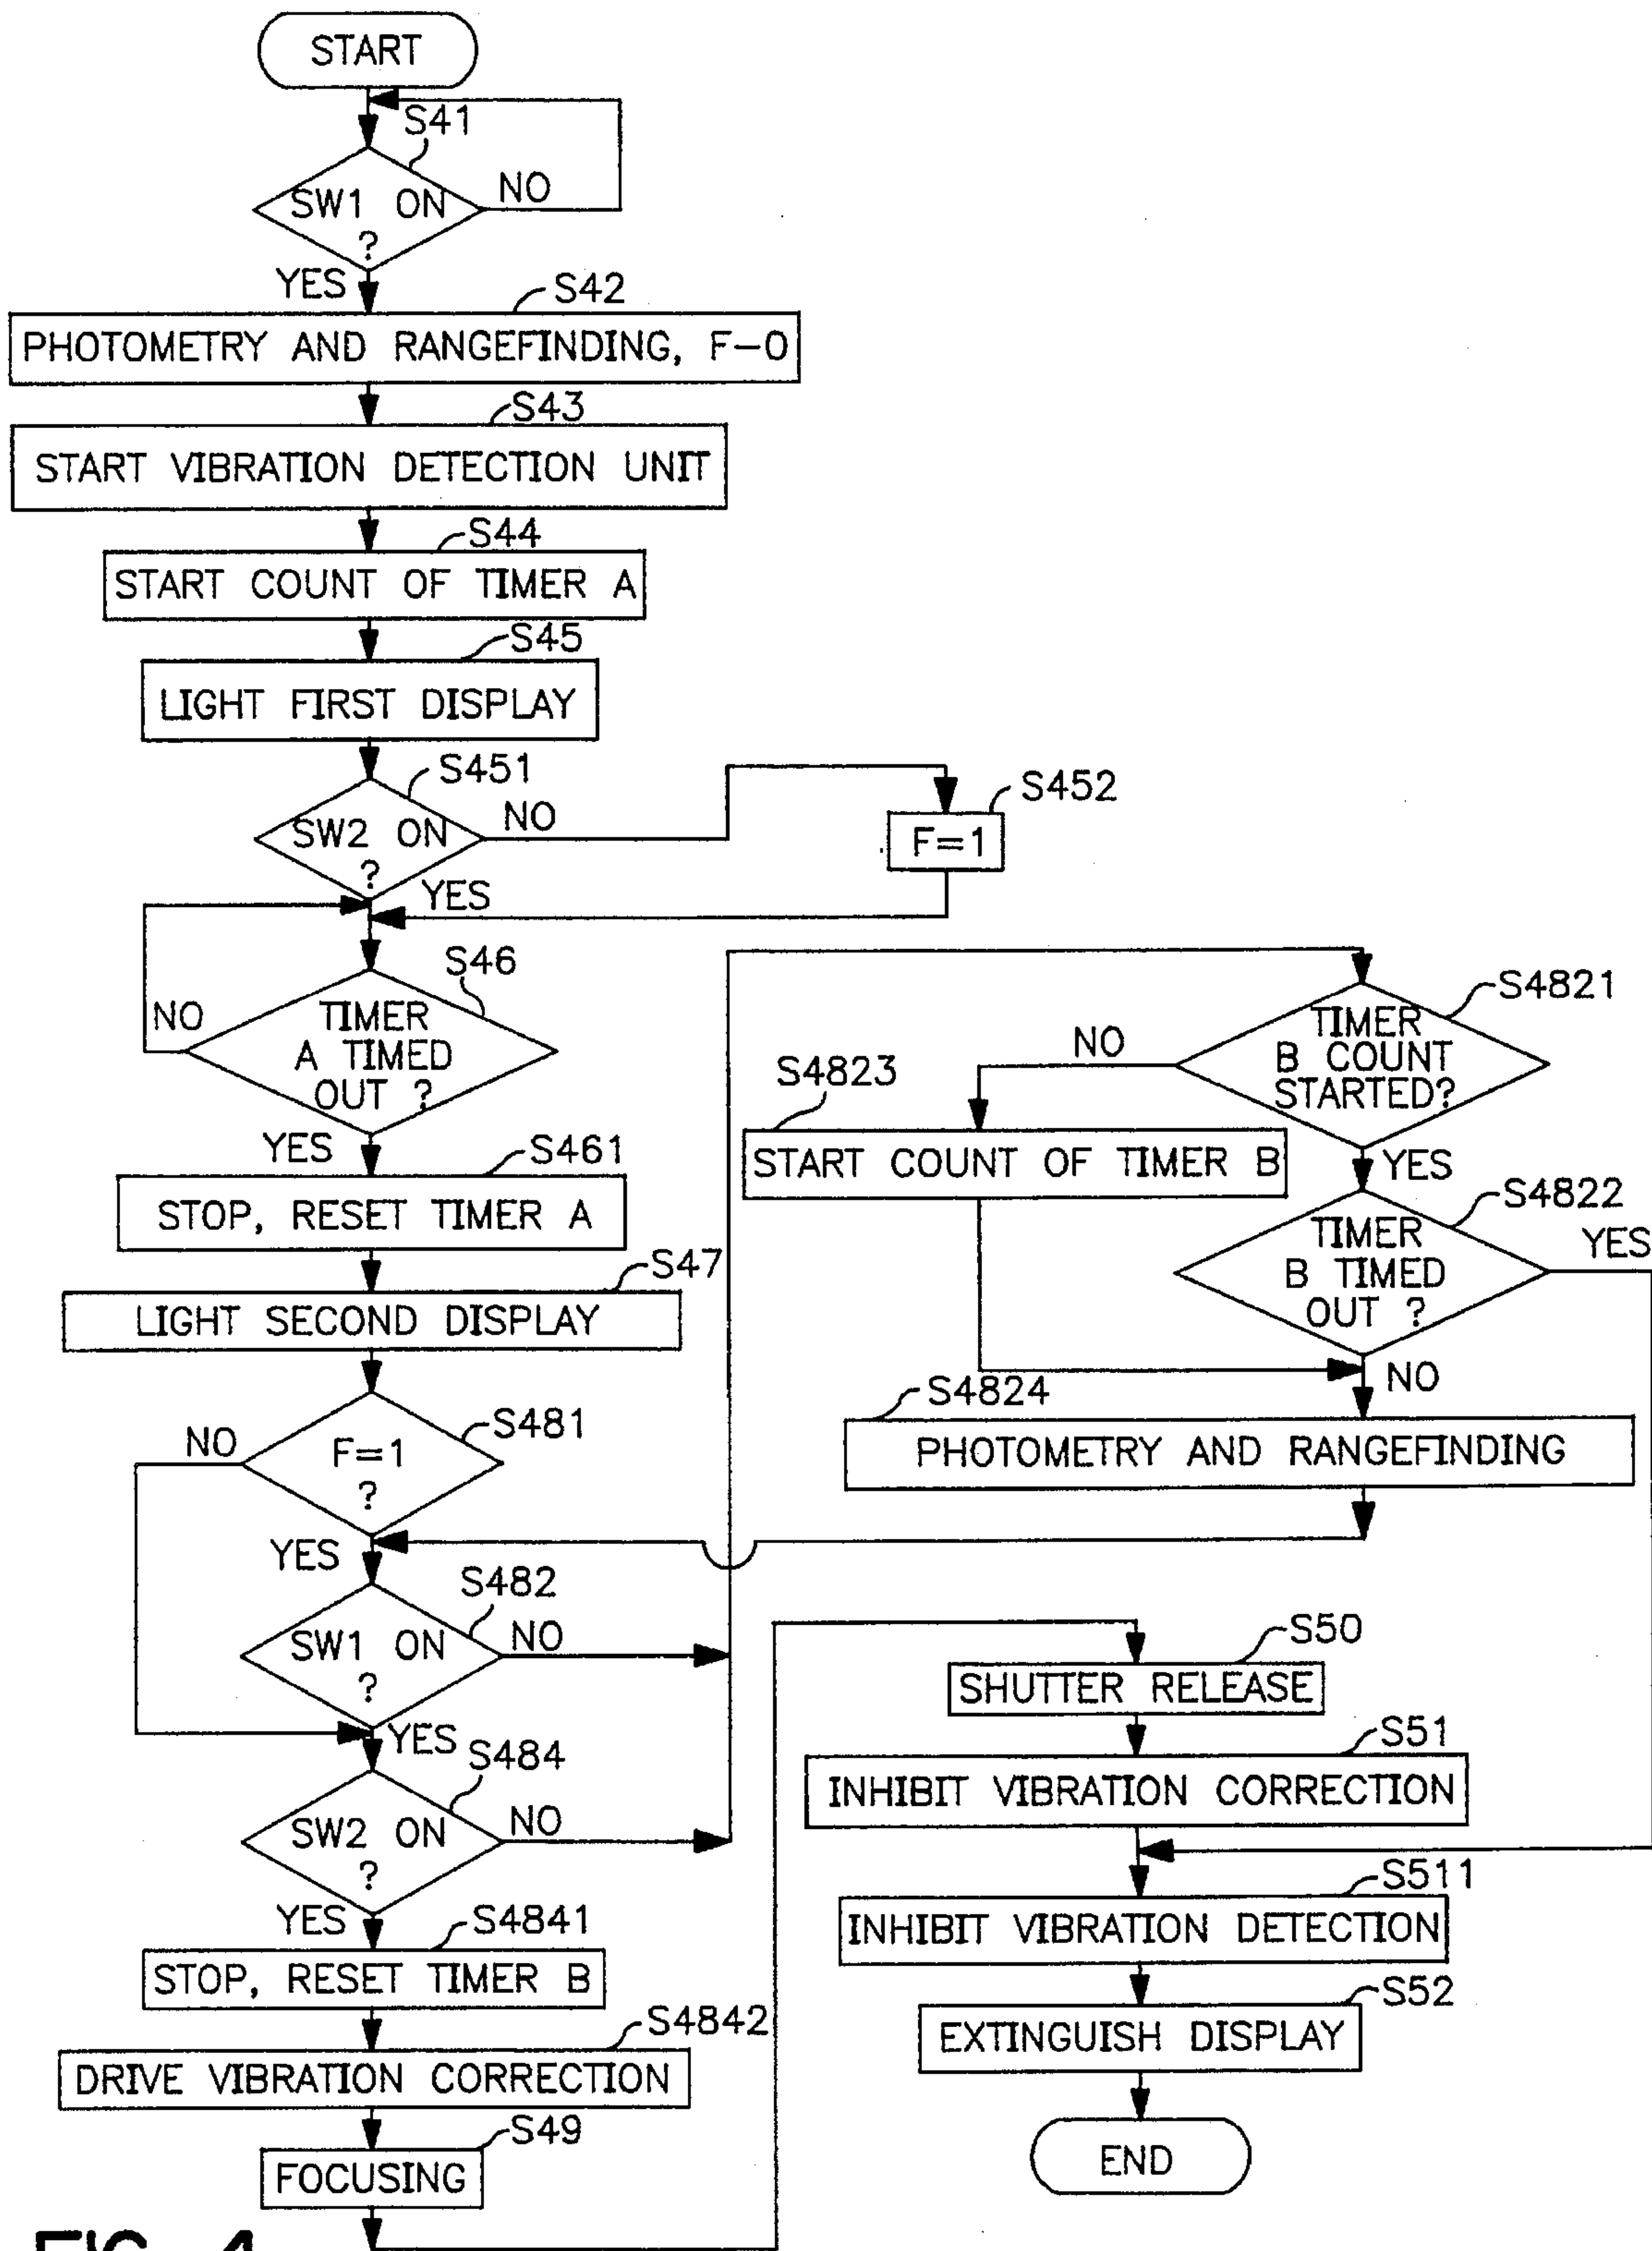 START
S41
SW1 ON
?
NO
YES
S42
PHOTOMETRY AND RANGEFINDING, F-0
S43
START VIBRATION DETECTION UNIT
S44
START COUNT OF TIMER A
S45
LIGHT FIRST DISPLAY
S451
SW2 ON
?
NO
YES
S452
F=1
S46
TIMER
A TIMED
OUT ?
NO
YES
S461
STOP, RESET TIMER A
S47
LIGHT SECOND DISPLAY
S481
F=1
?
NO
YES
S482
SW1 ON
?
NO
YES
S484
SW2 ON
?
NO
YES
S4841
STOP, RESET TIMER B
S4842
DRIVE VIBRATION CORRECTION
S49
FOCUSING
S4821
TIMER
B COUNT
STARTED?
NO
YES
S4823
START COUNT OF TIMER B
S4822
TIMER
B TIMED
OUT ?
YES
NO
S4824
PHOTOMETRY AND RANGEFINDING
S50
SHUTTER RELEASE
S51
INHIBIT VIBRATION CORRECTION
S511
INHIBIT VIBRATION DETECTION
S52
EXTINGUISH DISPLAY
END
FIG. 4